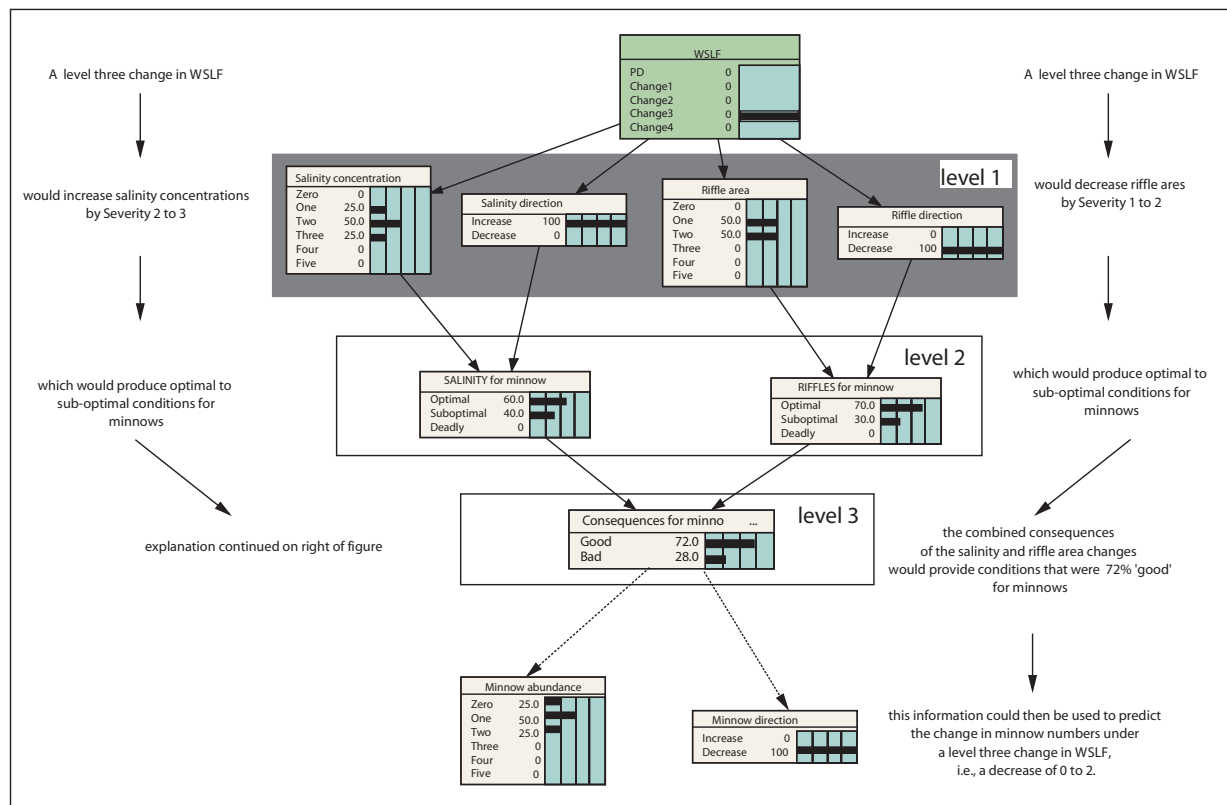 WSLF
PD 0
Change1 0
Change2 0
Change3 0
Change4 0
A level three change in WSLF
would increase salinity concentrations
by Severity 2 to 3
which would produce optimal to
sub-optimal conditions for
minnows
explanation continued on right of figure
level 1
Salinity concentration
Zero 0
One 25.0
Two 50.0
Three 25.0
Four 0
Five 0
Salinity direction
Increase 100
Decrease 0
Riffle area
Zero 0
One 50.0
Two 50.0
Three 0
Four 0
Five 0
Riffle direction
Increase 0
Decrease 100
level 2
SALINITY for minnow
Optimal 60.0
Suboptimal 40.0
Deadly 0
RIFFLES for minnow
Optimal 70.0
Suboptimal 30.0
Deadly 0
level 3
Consequences for minno ...
Good 72.0
Bad 28.0
Minnow abundance
Zero 25.0
One 50.0
Two 25.0
Three 0
Four 0
Five 0
Minnow direction
Increase 0
Decrease 100
A level three change in WSLF
would decrease riffle ares
by Severity 1 to 2
which would produce optimal to
sub-optimal conditions for
minnows
the combined consequences
of the salinity and riffle area changes
would provide conditions that were 72% 'good'
for minnows
this information could then be used to predict
the change in minnow numbers under
a level three change in WSLF,
i.e., a decrease of 0 to 2.